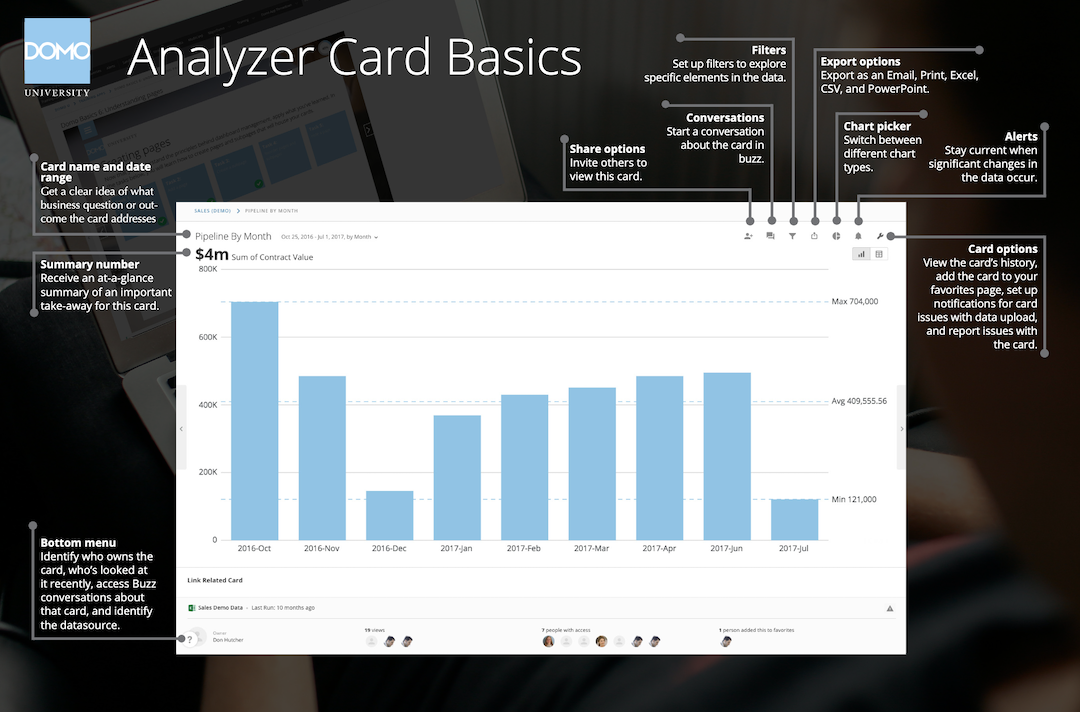 DOMO
UNIVERSITY
Analyzer Card Basics
Filters
Set up filters to explore
specific elements in the data.
Export options
Export as an Email, Print, Excel,
CSV, and PowerPoint.
Conversations
Start a conversation
about the card in
buzz.
Chart picker
Switch between
different chart
types.
Alerts
Stay current when
significant changes in
the data occur.
Share options
Invite others to
view this card.
Card name and date
range
Get a clear idea of what
business question or out-
come the card addresses
Summary number
Receive an at-a-glance
summary of an important
take-away for this card.
Card options
View the card's history,
add the card to your
favorites page, set up
notifications for card
issues with data upload,
and report issues with
the card.
Bottom menu
Identify who owns the
card, who's looked at
it recently, access Buzz
conversations about
that card, and identify
the datasource.
SALES (DEMO) > PIPELINE BY MONTH
Pipeline By Month Oct 25, 2016 - Jul 1, 2017, by Month
$4m Sum of Contract Value
800K
Max 704,000
600K
400K
Avg 409,555.56
200K
Min 121,000
0
2016-Oct 2016-Nov 2016-Dec 2017-Jan 2017-Feb 2017-Mar 2017-Apr 2017-Jun 2017-Jul
Link Related Card
Sales Demo Data - Last Run: 10 months ago
?
Owner
Don Hutcher
19 views
7 people with access
1 person added this to favorites